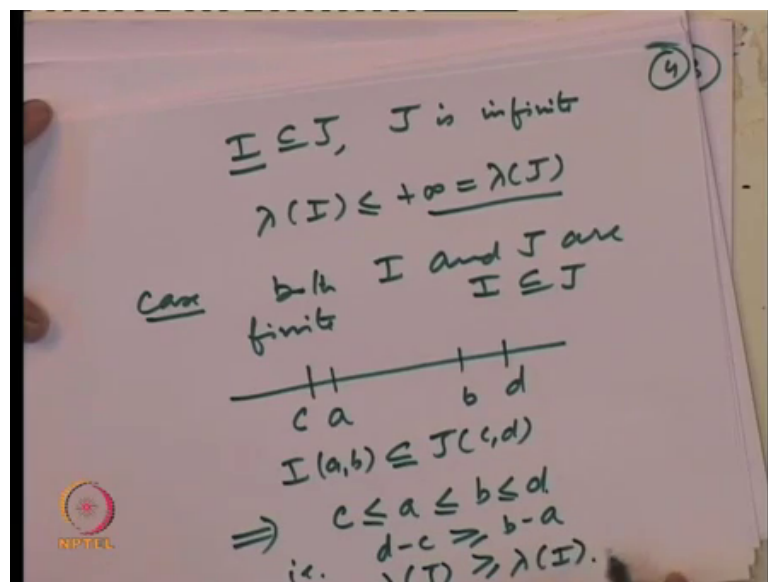 ④
I ⊆ J, J is infinite
λ(I) ≤ +∞ = λ(J)
Case both I and J are
finite I ⊆ J
c a b d
I(a,b) ⊆ J(c,d)
⟹ c ≤ a ≤ b ≤ d
d-c ≥ b-a
i.e. λ(J) ≥ λ(I).
NPTEL